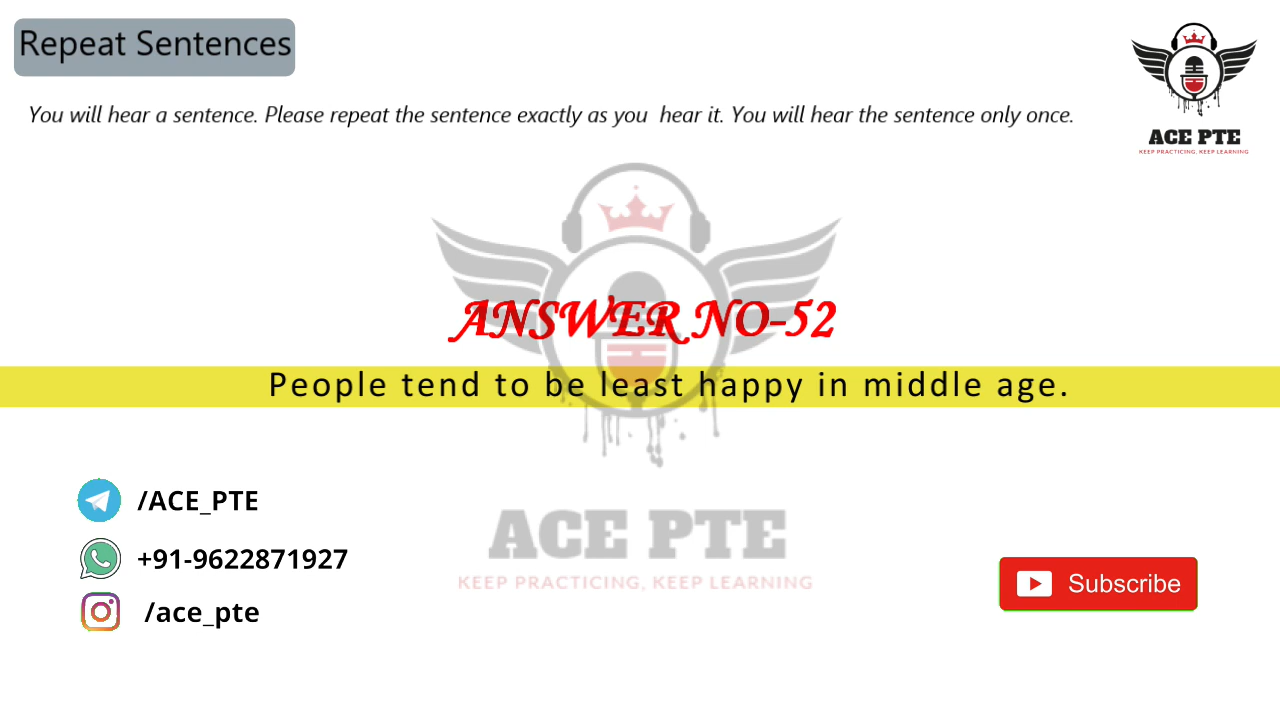 Repeat Sentences
You will hear a sentence. Please repeat the sentence exactly as you hear it. You will hear the sentence only once.
ACE PTE
KEEP PRACTICING, KEEP LEARNING
ANSWER NO-52
People tend to be least happy in middle age.
/ACE_PTE
ACE PTE
+91-9622871927
KEEP PRACTICING, KEEP LEARNING
Subscribe
/ace_pte